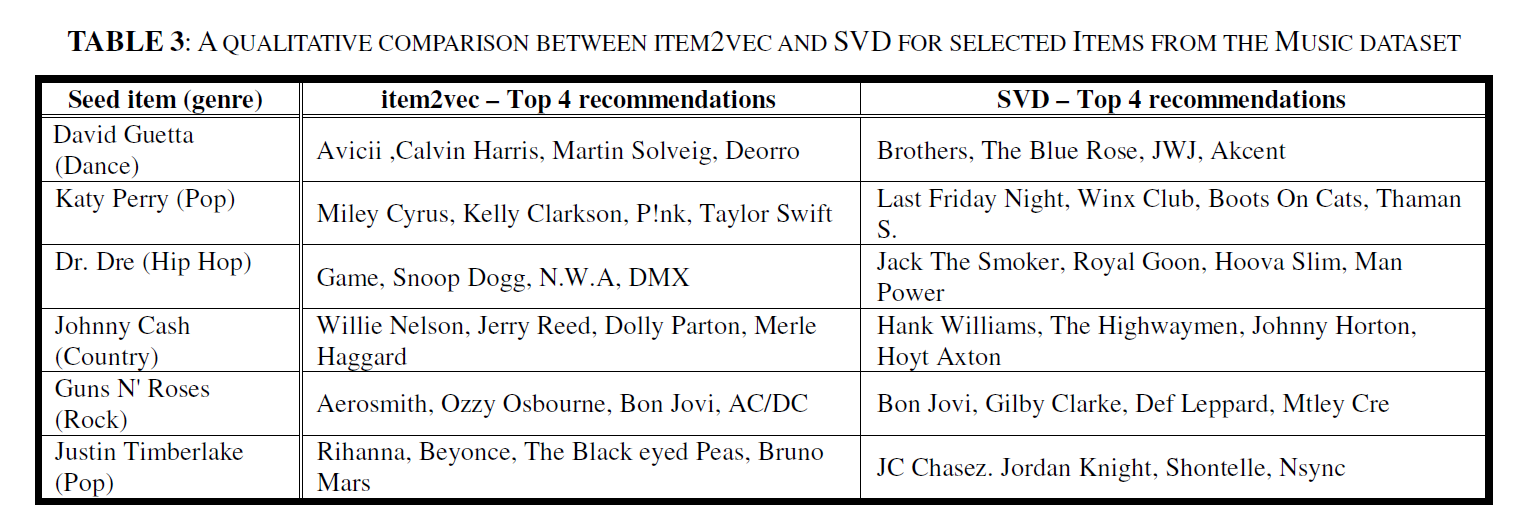 TABLE 3: A QUALITATIVE COMPARISON BETWEEN ITEM2VEC AND SVD FOR SELECTED ITEMS FROM THE MUSIC DATASET
Seed item (genre) item2vec – Top 4 recommendations SVD – Top 4 recommendations
David Guetta
(Dance)
Avicii ,Calvin Harris, Martin Solveig, Deorro
Brothers, The Blue Rose, JWJ, Akcent
Katy Perry (Pop)
Miley Cyrus, Kelly Clarkson, P!nk, Taylor Swift
Last Friday Night, Winx Club, Boots On Cats, Thaman
S.
Dr. Dre (Hip Hop)
Game, Snoop Dogg, N.W.A, DMX
Jack The Smoker, Royal Goon, Hoova Slim, Man
Power
Johnny Cash
(Country)
Willie Nelson, Jerry Reed, Dolly Parton, Merle
Haggard
Hank Williams, The Highwaymen, Johnny Horton,
Hoyt Axton
Guns N' Roses
(Rock)
Aerosmith, Ozzy Osbourne, Bon Jovi, AC/DC
Bon Jovi, Gilby Clarke, Def Leppard, Mtley Cre
Justin Timberlake
(Pop)
Rihanna, Beyonce, The Black eyed Peas, Bruno
Mars
JC Chasez. Jordan Knight, Shontelle, Nsync